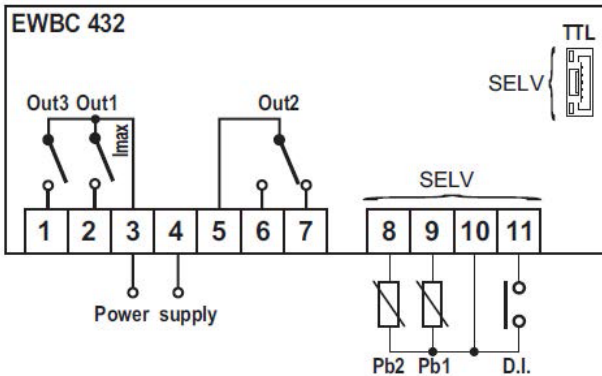 EWBC 432
TTL
SELV
Out3 Out1 Out2
Imax
SELV
1 2 3 4 5 6 7 8 9 10 11
Power supply
Pb2 Pb1 D.I.